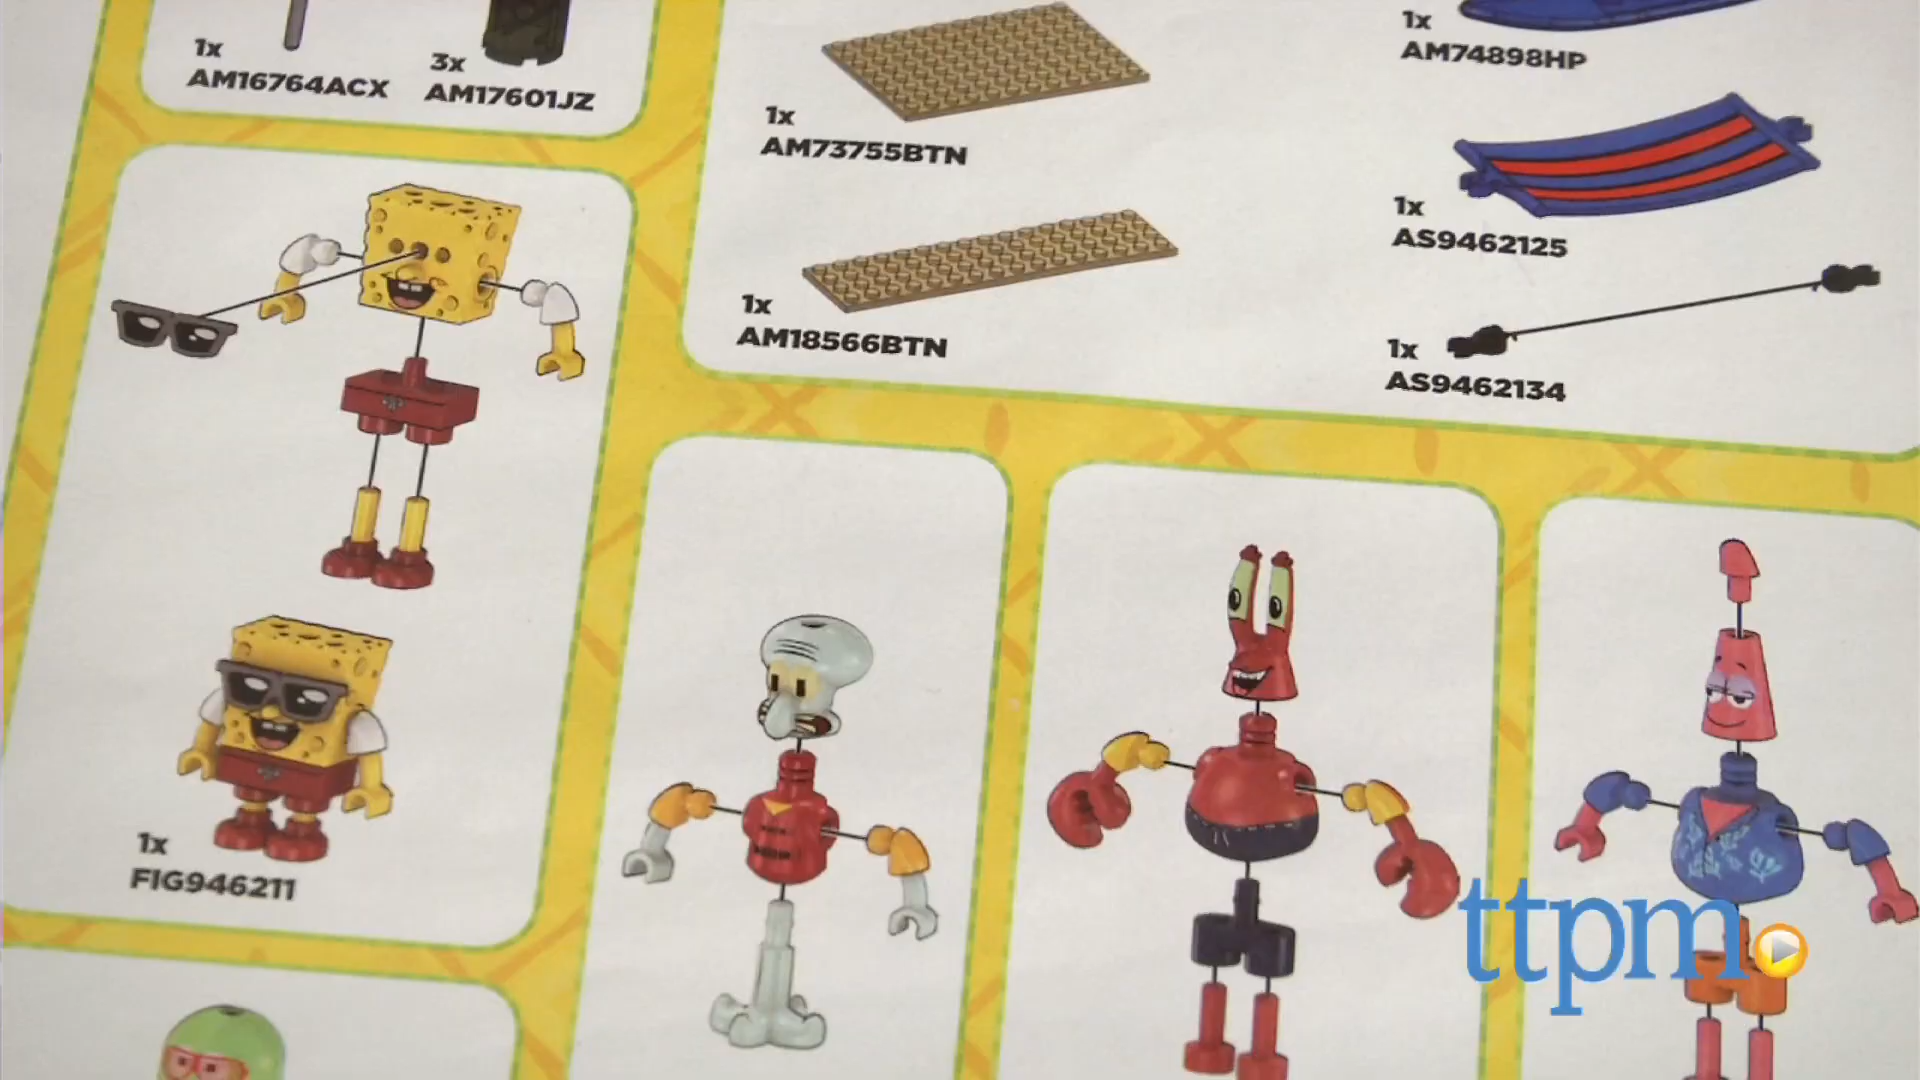 1x
AM16764ACX
3x
AM17601JZ
1x
AM73755BTN
1x
AM18566BTN
1x
AM74898HP
1x
AS9462125
1x
AS9462134
1x
FIG946211
ttpm